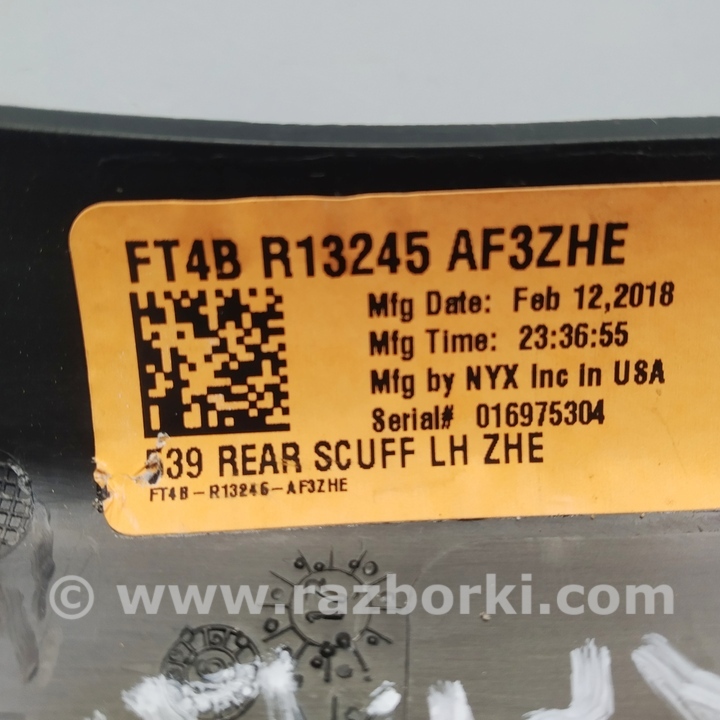 FT4B R13245 AF3ZHE
Mfg Date: Feb 12,2018
Mfg Time: 23:36:55
Mfg by NYX Inc in USA
Serial# 016975304
539 REAR SCUFF LH ZHE
FT4B-R13245-AF3ZHE
© www.razborki.com